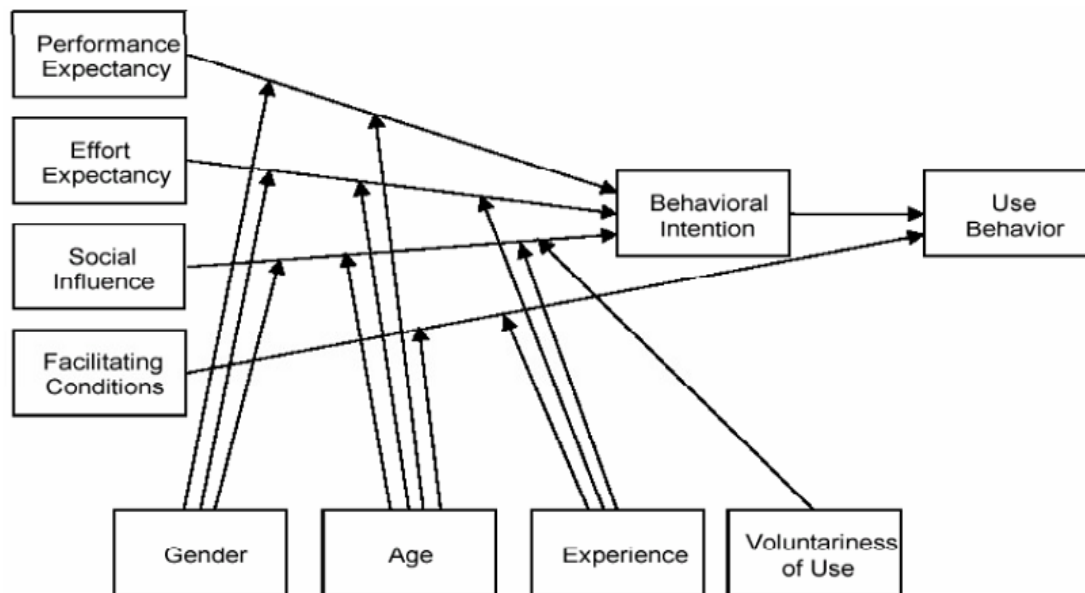 Performance
Expectancy
Effort
Expectancy
Social
Influence
Facilitating
Conditions
Behavioral
Intention
Use
Behavior
Gender
Age
Experience
Voluntariness
of Use